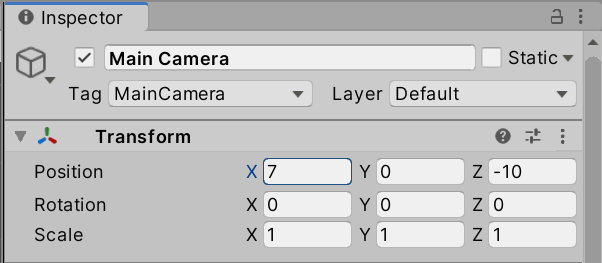 Inspector
Main Camera Static
Tag MainCamera Layer Default
Transform
Position X 7 Y 0 Z -10
Rotation X 0 Y 0 Z 0
Scale X 1 Y 1 Z 1